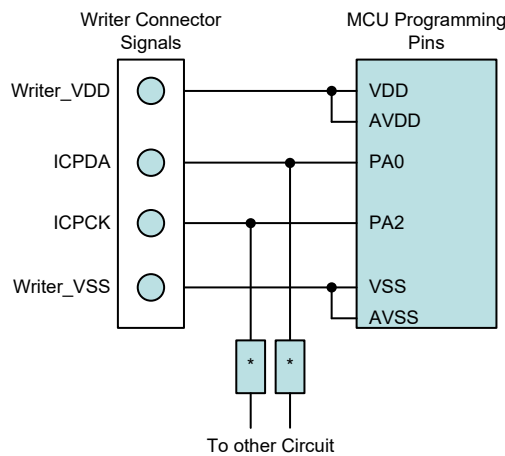 Writer Connector
Signals
MCU Programming
Pins
Writer_VDD
VDD
AVDD
ICPDA
PA0
ICPCK
PA2
Writer_VSS
VSS
AVSS
* *
To other Circuit